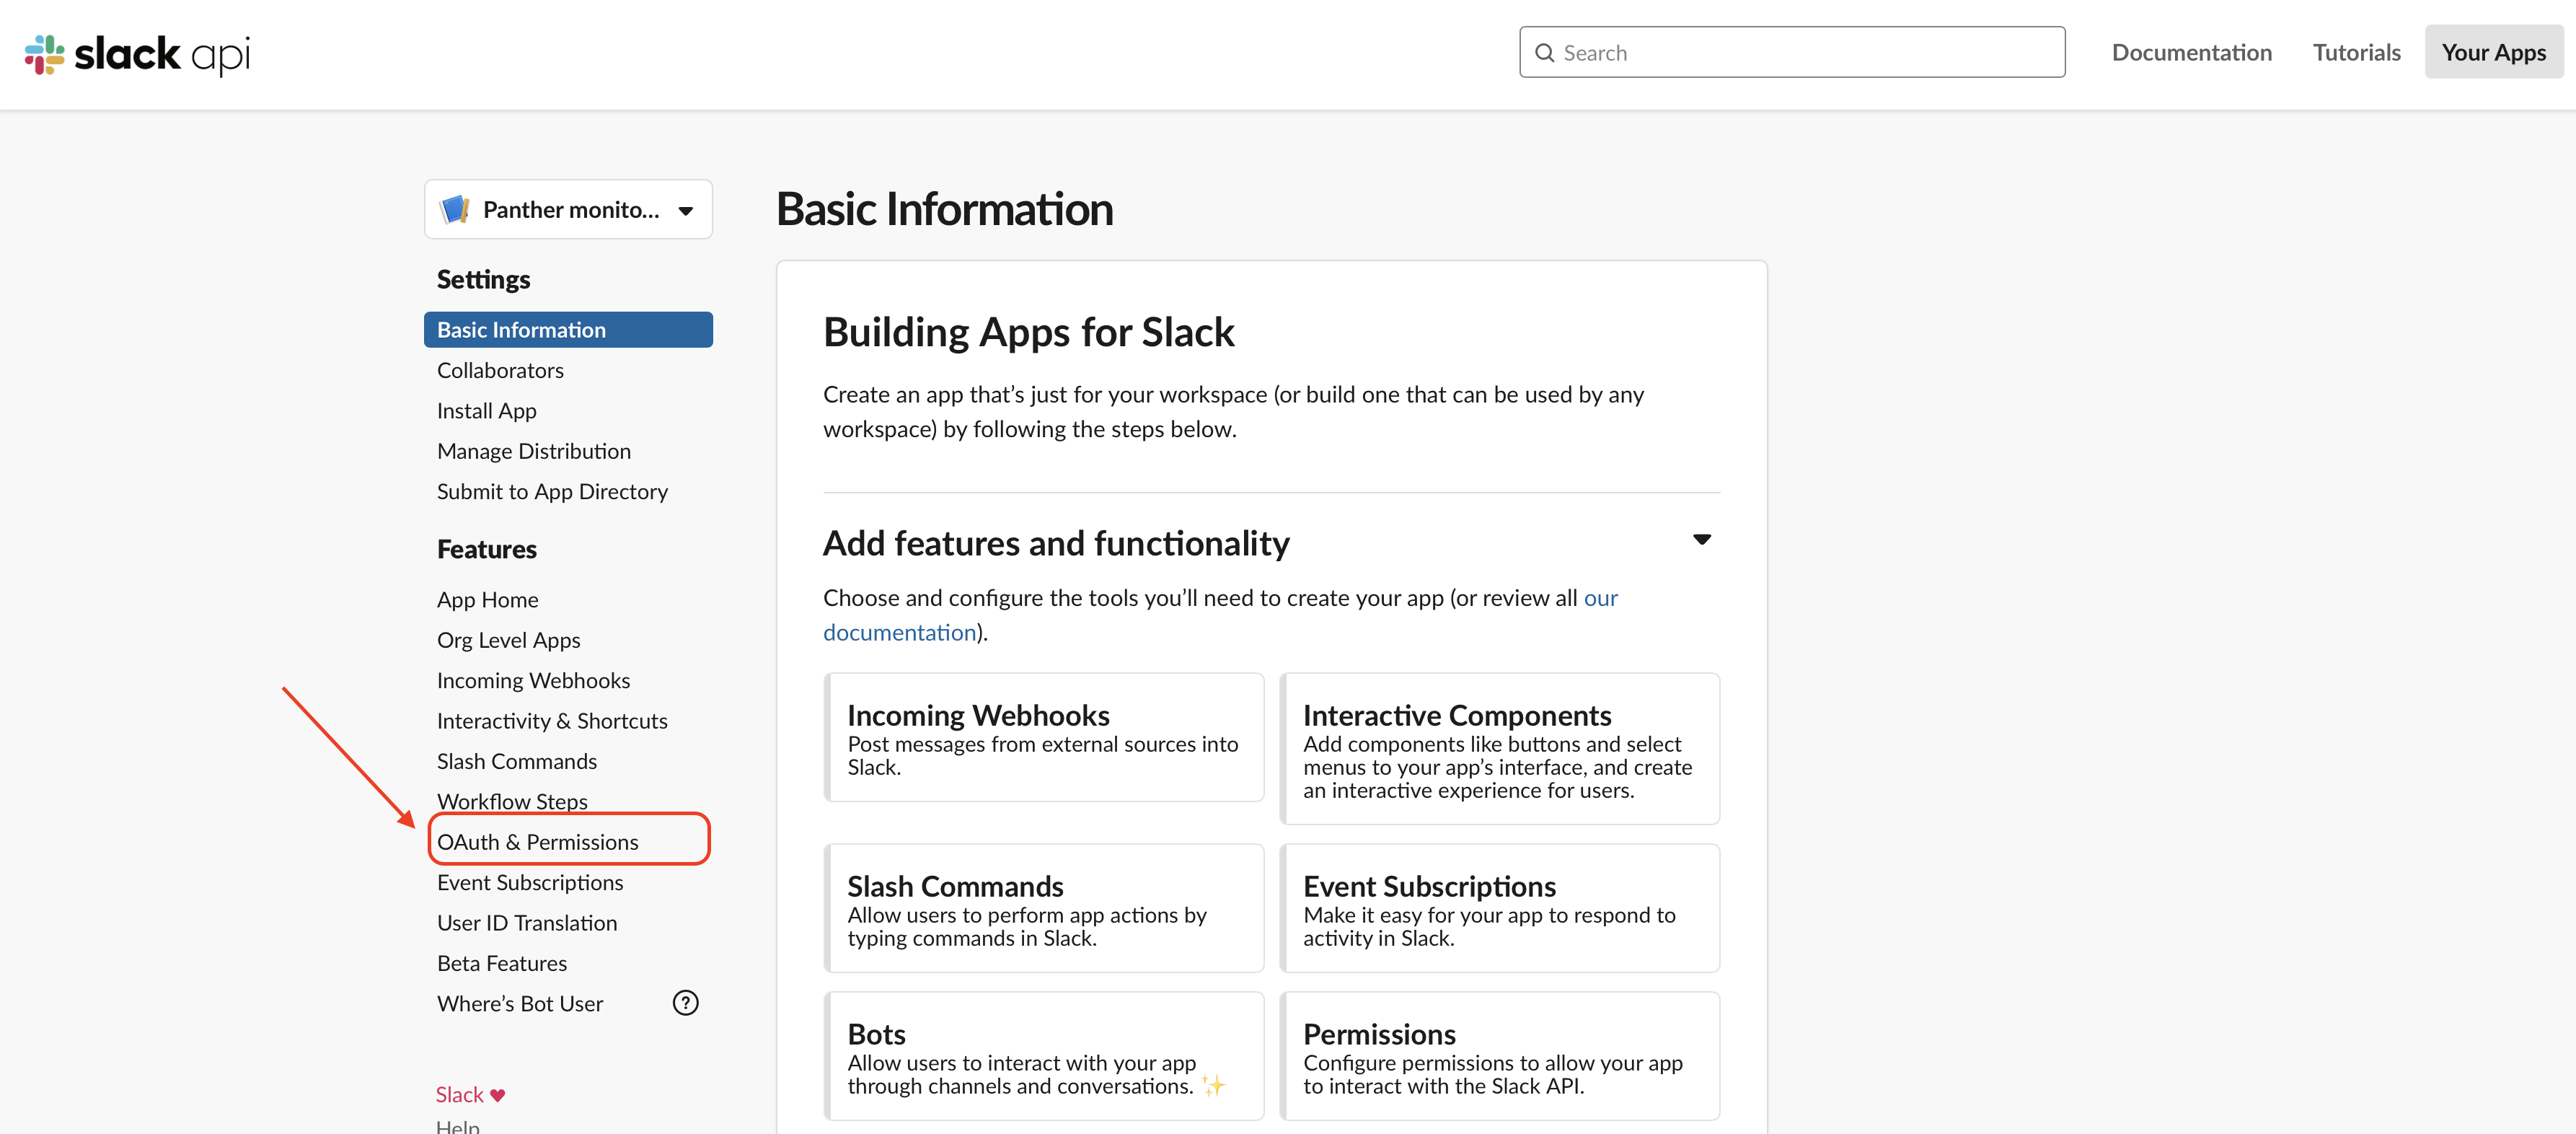 slack api
Search
Documentation
Tutorials
Your Apps
Panther monito...
Settings
Basic Information
Collaborators
Install App
Manage Distribution
Submit to App Directory
Features
App Home
Org Level Apps
Incoming Webhooks
Interactivity & Shortcuts
Slash Commands
Workflow Steps
OAuth & Permissions
Event Subscriptions
User ID Translation
Beta Features
Where’s Bot User
?
Slack ♥
Help
Basic Information
Building Apps for Slack
Create an app that’s just for your workspace (or build one that can be used by any
workspace) by following the steps below.
Add features and functionality
Choose and configure the tools you’ll need to create your app (or review all our
documentation).
Incoming Webhooks
Post messages from external sources into
Slack.
Interactive Components
Add components like buttons and select
menus to your app’s interface, and create
an interactive experience for users.
Slash Commands
Allow users to perform app actions by
typing commands in Slack.
Event Subscriptions
Make it easy for your app to respond to
activity in Slack.
Bots
Allow users to interact with your app
through channels and conversations. ✨
Permissions
Configure permissions to allow your app
to interact with the Slack API.